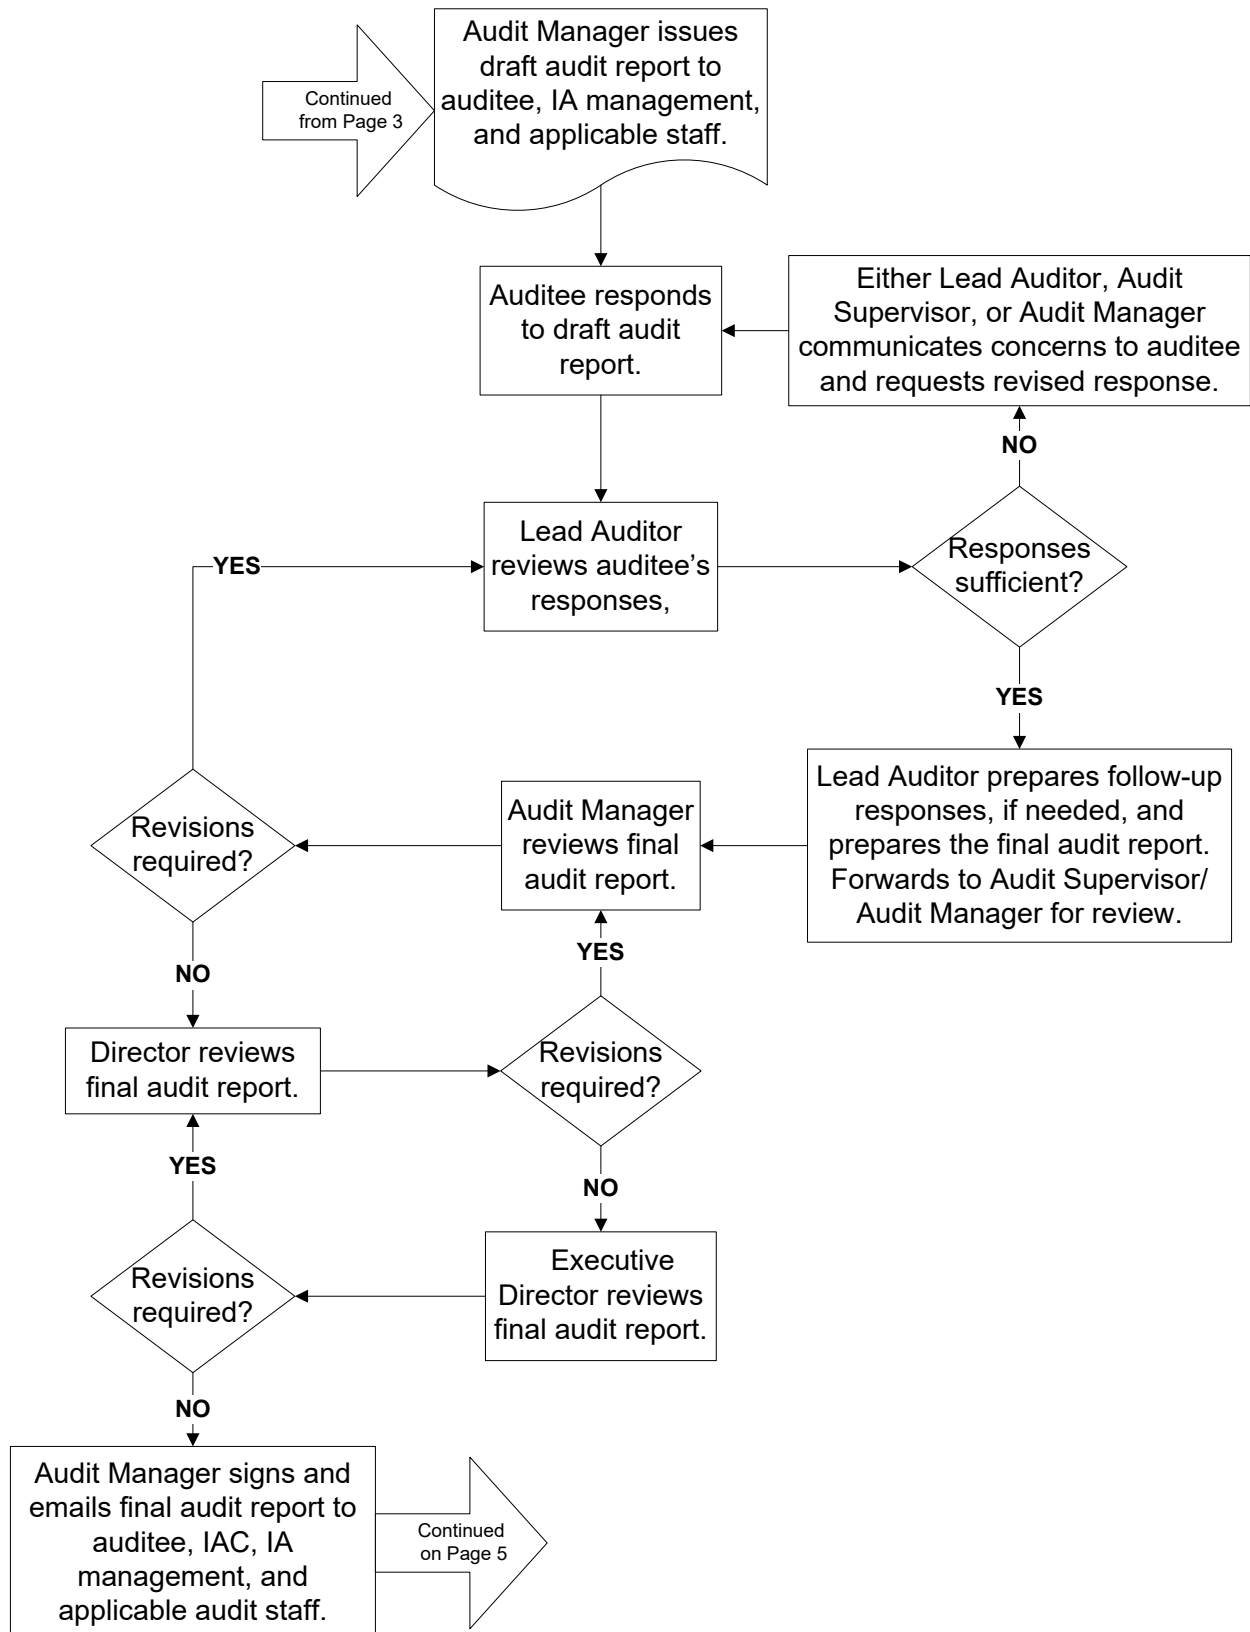 Audit Manager issues
draft audit report to
auditee, IA management,
and applicable staff.
Continued
from Page 3
Auditee responds
to draft audit
report.
Either Lead Auditor, Audit
Supervisor, or Audit Manager
communicates concerns to auditee
and requests revised response.
NO
Lead Auditor
reviews auditee’s
responses,
Responses
sufficient?
YES
YES
Lead Auditor prepares follow-up
responses, if needed, and
prepares the final audit report.
Forwards to Audit Supervisor/
Audit Manager for review.
Audit Manager
reviews final
audit report.
Revisions
required?
NO
YES
Director reviews
final audit report.
Revisions
required?
YES
NO
Executive
Director reviews
final audit report.
Revisions
required?
NO
Audit Manager signs and
emails final audit report to
auditee, IAC, IA
management, and
applicable audit staff.
Continued
on Page 5